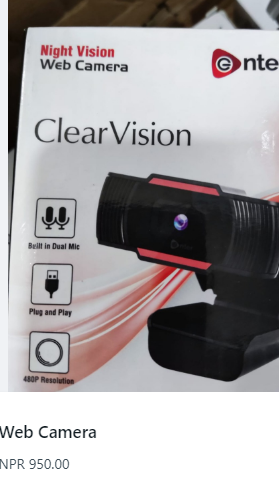 Night Vision
Web Camera
nte
ClearVision
Built in Dual Mic
Plug and Play
480P Resolution
Web Camera
NPR 950.00